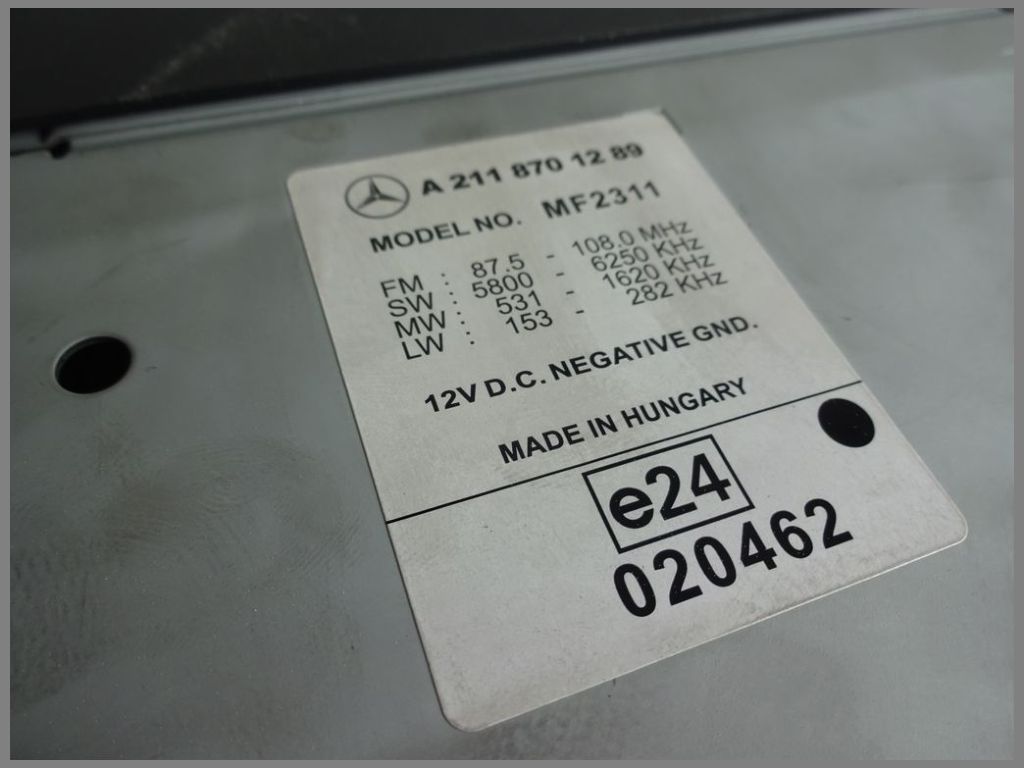 A 211 870 12 89
MODEL NO. MF2311
FM : 87.5 - 108.0 MHz
SW : 5800 - 6250 KHz
MW : 531 - 1620 KHz
LW : 153 - 282 KHz
12V D.C. NEGATIVE GND.
MADE IN HUNGARY
e24
020462